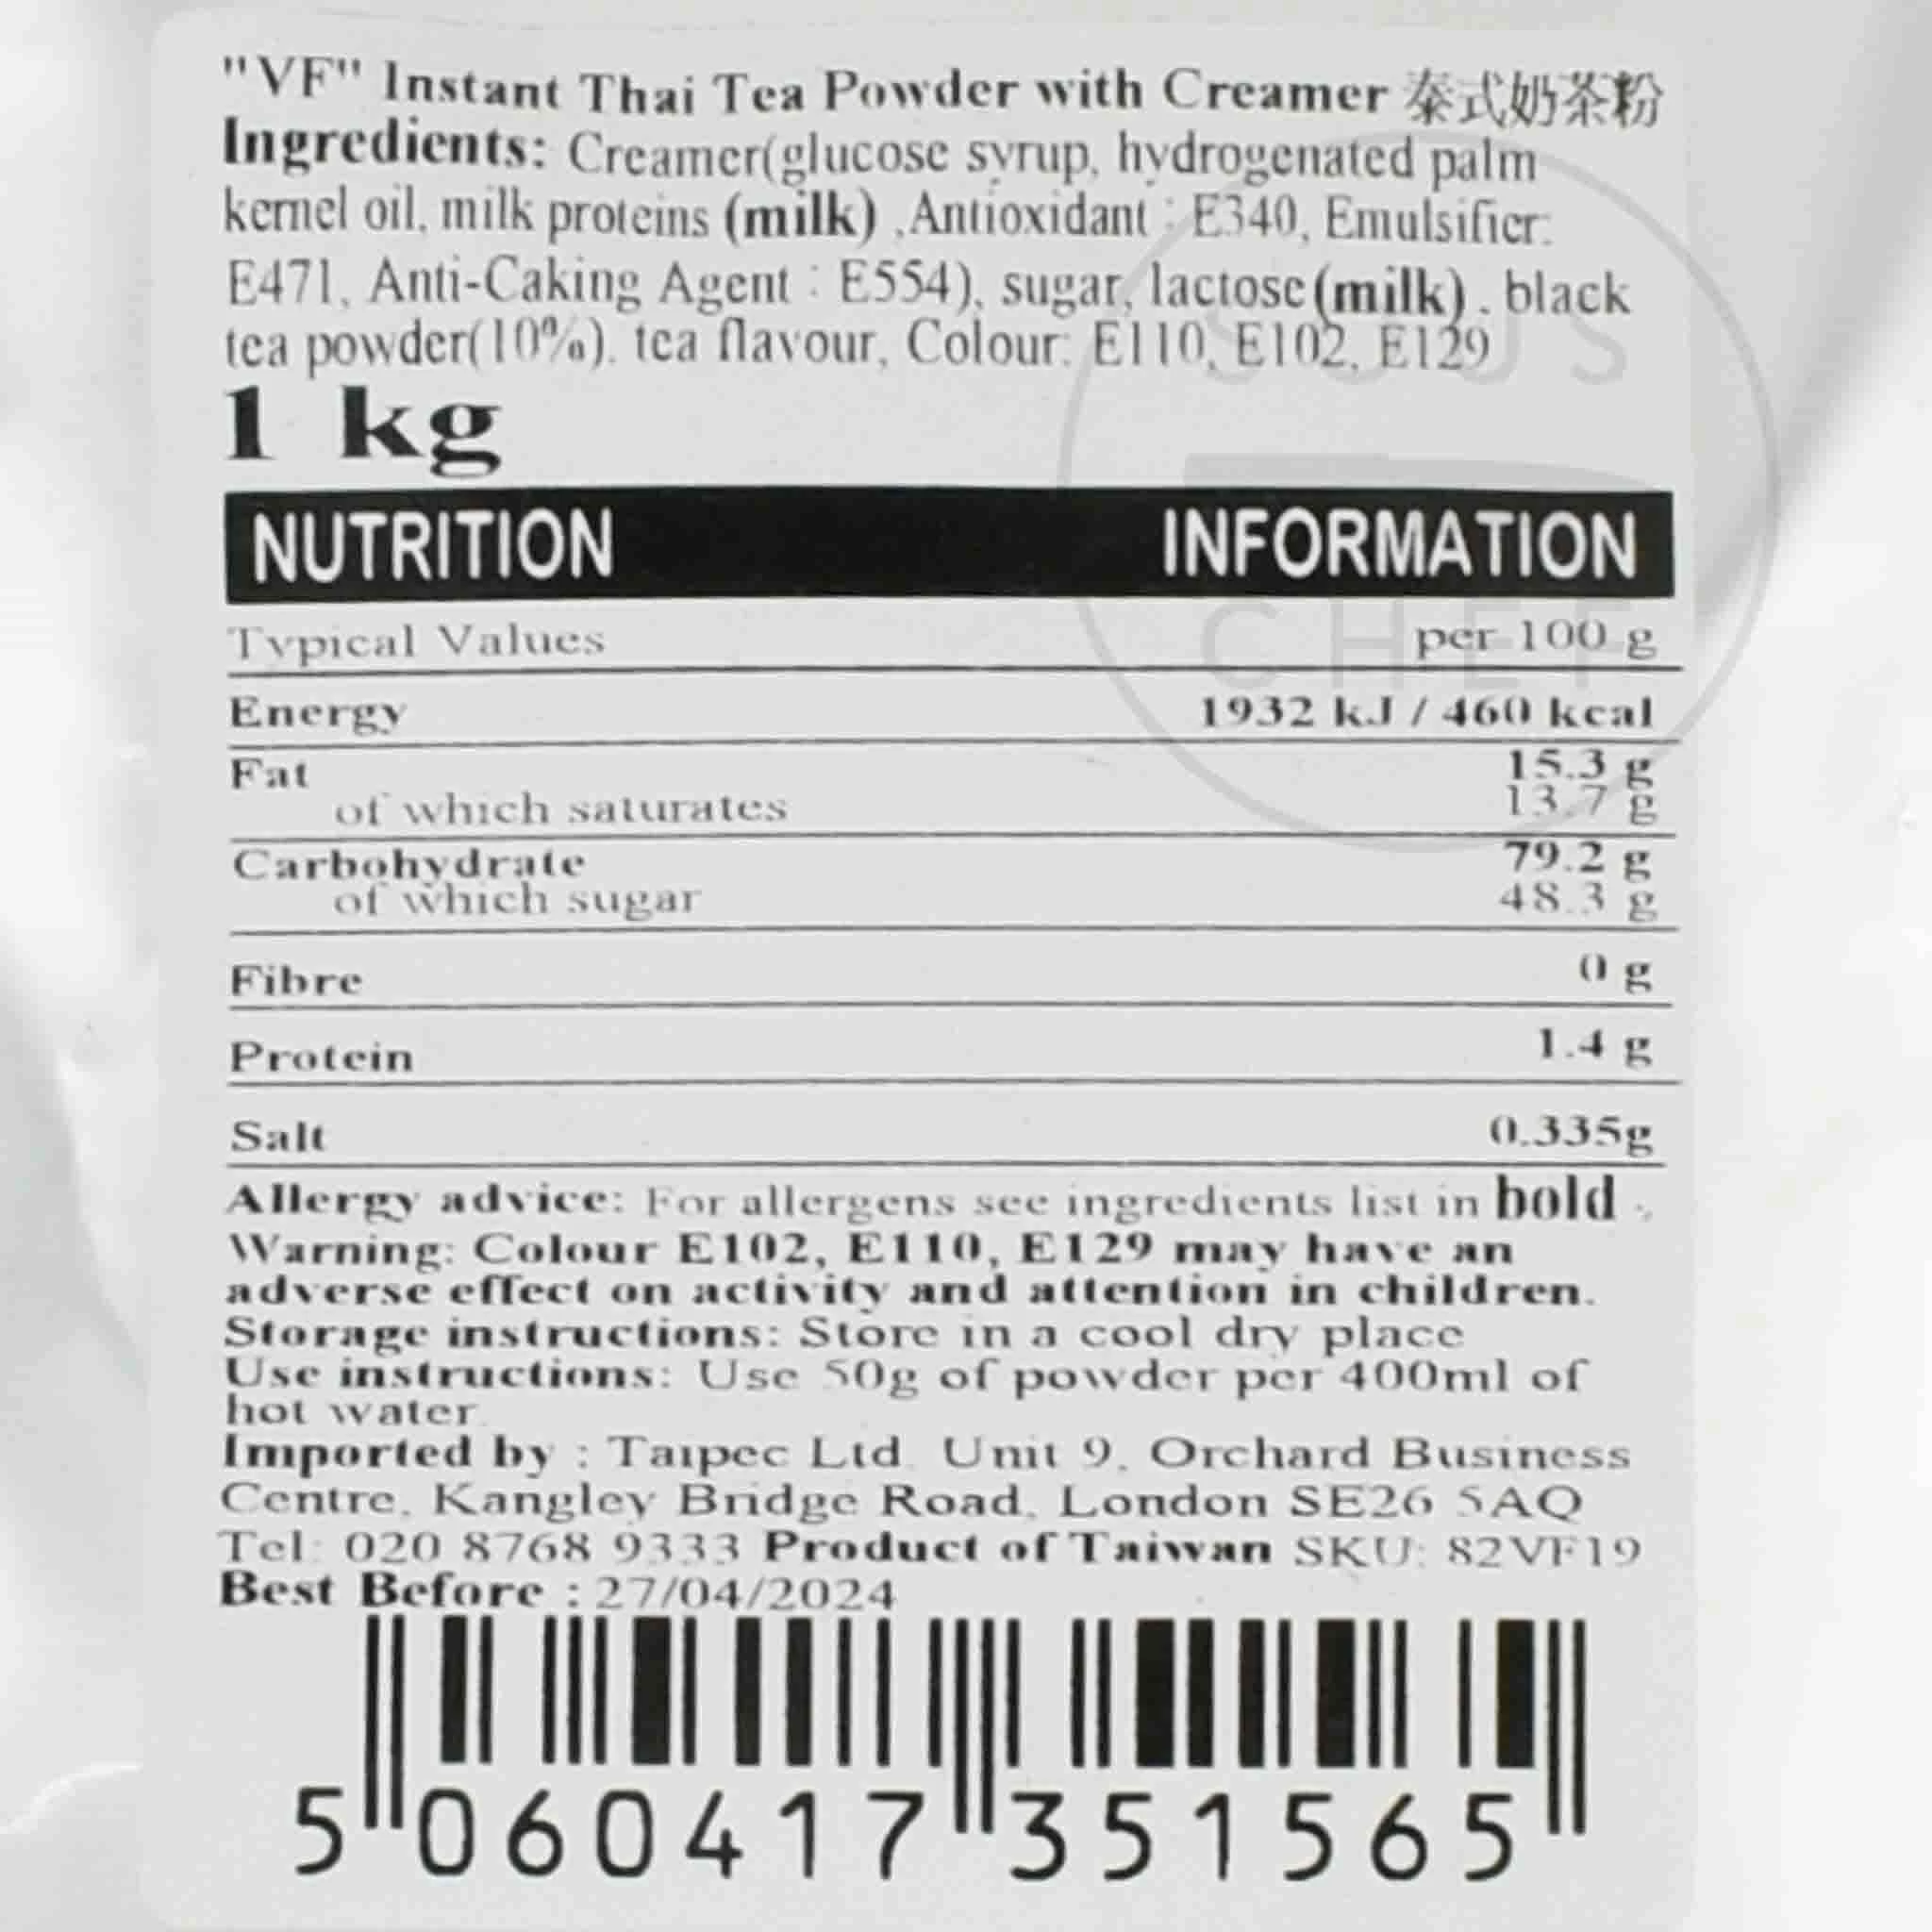 "VF" Instant Thai Tea Powder with Creamer 泰式奶茶粉
Ingredients: Creamer(glucose syrup, hydrogenated palm
kernel oil, milk proteins (milk) ,Antioxidant : E340, Emulsifier:
E471, Anti-Caking Agent : E554), sugar, lactose(milk) , black
tea powder(10%), tea flavour, Colour: E110, E102, E129
1 kg
SOUS
NUTRITION INFORMATION
CHEF
Typical Values per 100 g
Energy 1932 kJ / 460 kcal
Fat 15.3 g
of which saturates 13.7 g
Carbohydrate 79.2 g
of which sugar 48.3 g
Fibre 0 g
Protein 1.4 g
Salt 0.335g
Allergy advice: For allergens see ingredients list in bold .
Warning: Colour E102, E110, E129 may have an
adverse effect on activity and attention in children.
Storage instructions: Store in a cool dry place
Use instructions: Use 50g of powder per 400ml of
hot water.
Imported by : Taipec Ltd. Unit 9, Orchard Business
Centre, Kangley Bridge Road, London SE26 5AQ
Tel: 020 8768 9333 Product of Taiwan SKU: 82VF19
Best Before : 27/04/2024
5 060417 351565